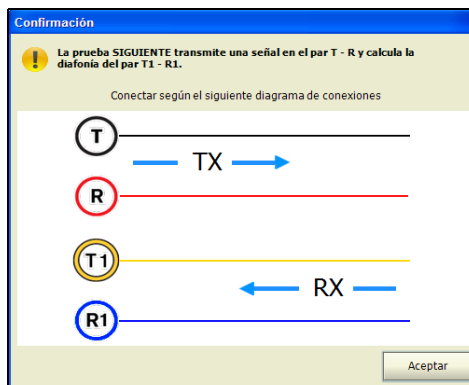 Confirmación
La prueba SIGUIENTE transmite una señal en el par T - R y calcula la
diafonía del par T1 - R1.
Conectar según el siguiente diagrama de conexiones
T
TX
R
T1
RX
R1
Aceptar